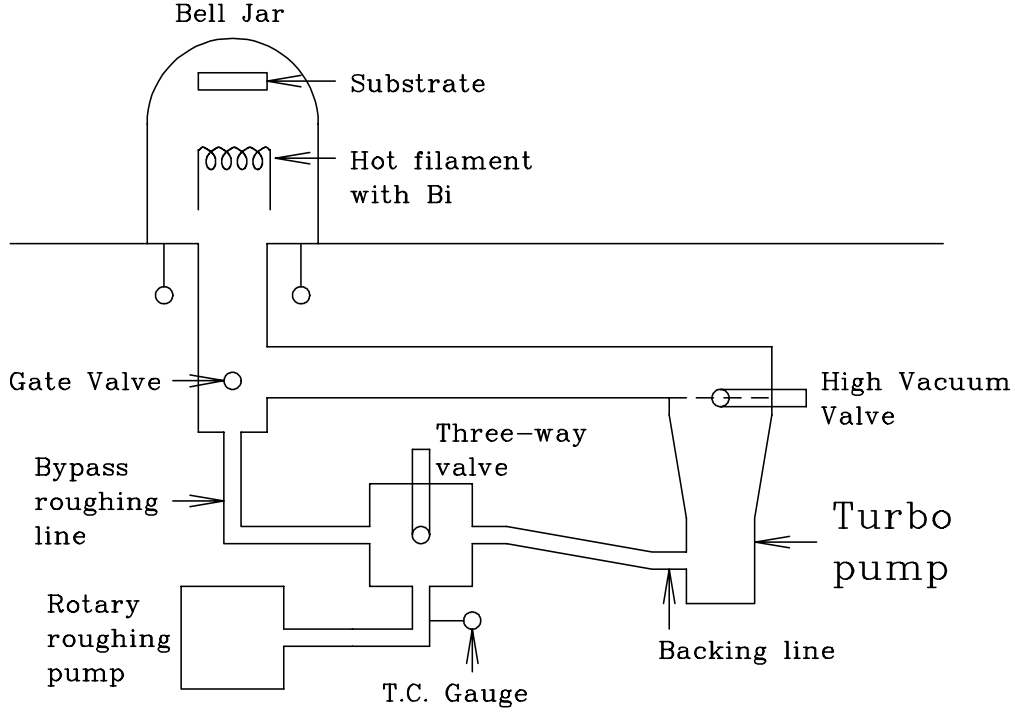 Bell Jar
Substrate
Hot filament
with Bi
Gate Valve
High Vacuum
Valve
Three-way
valve
Bypass
roughing
line
Turbo
pump
Rotary
roughing
pump
Backing line
T.C. Gauge